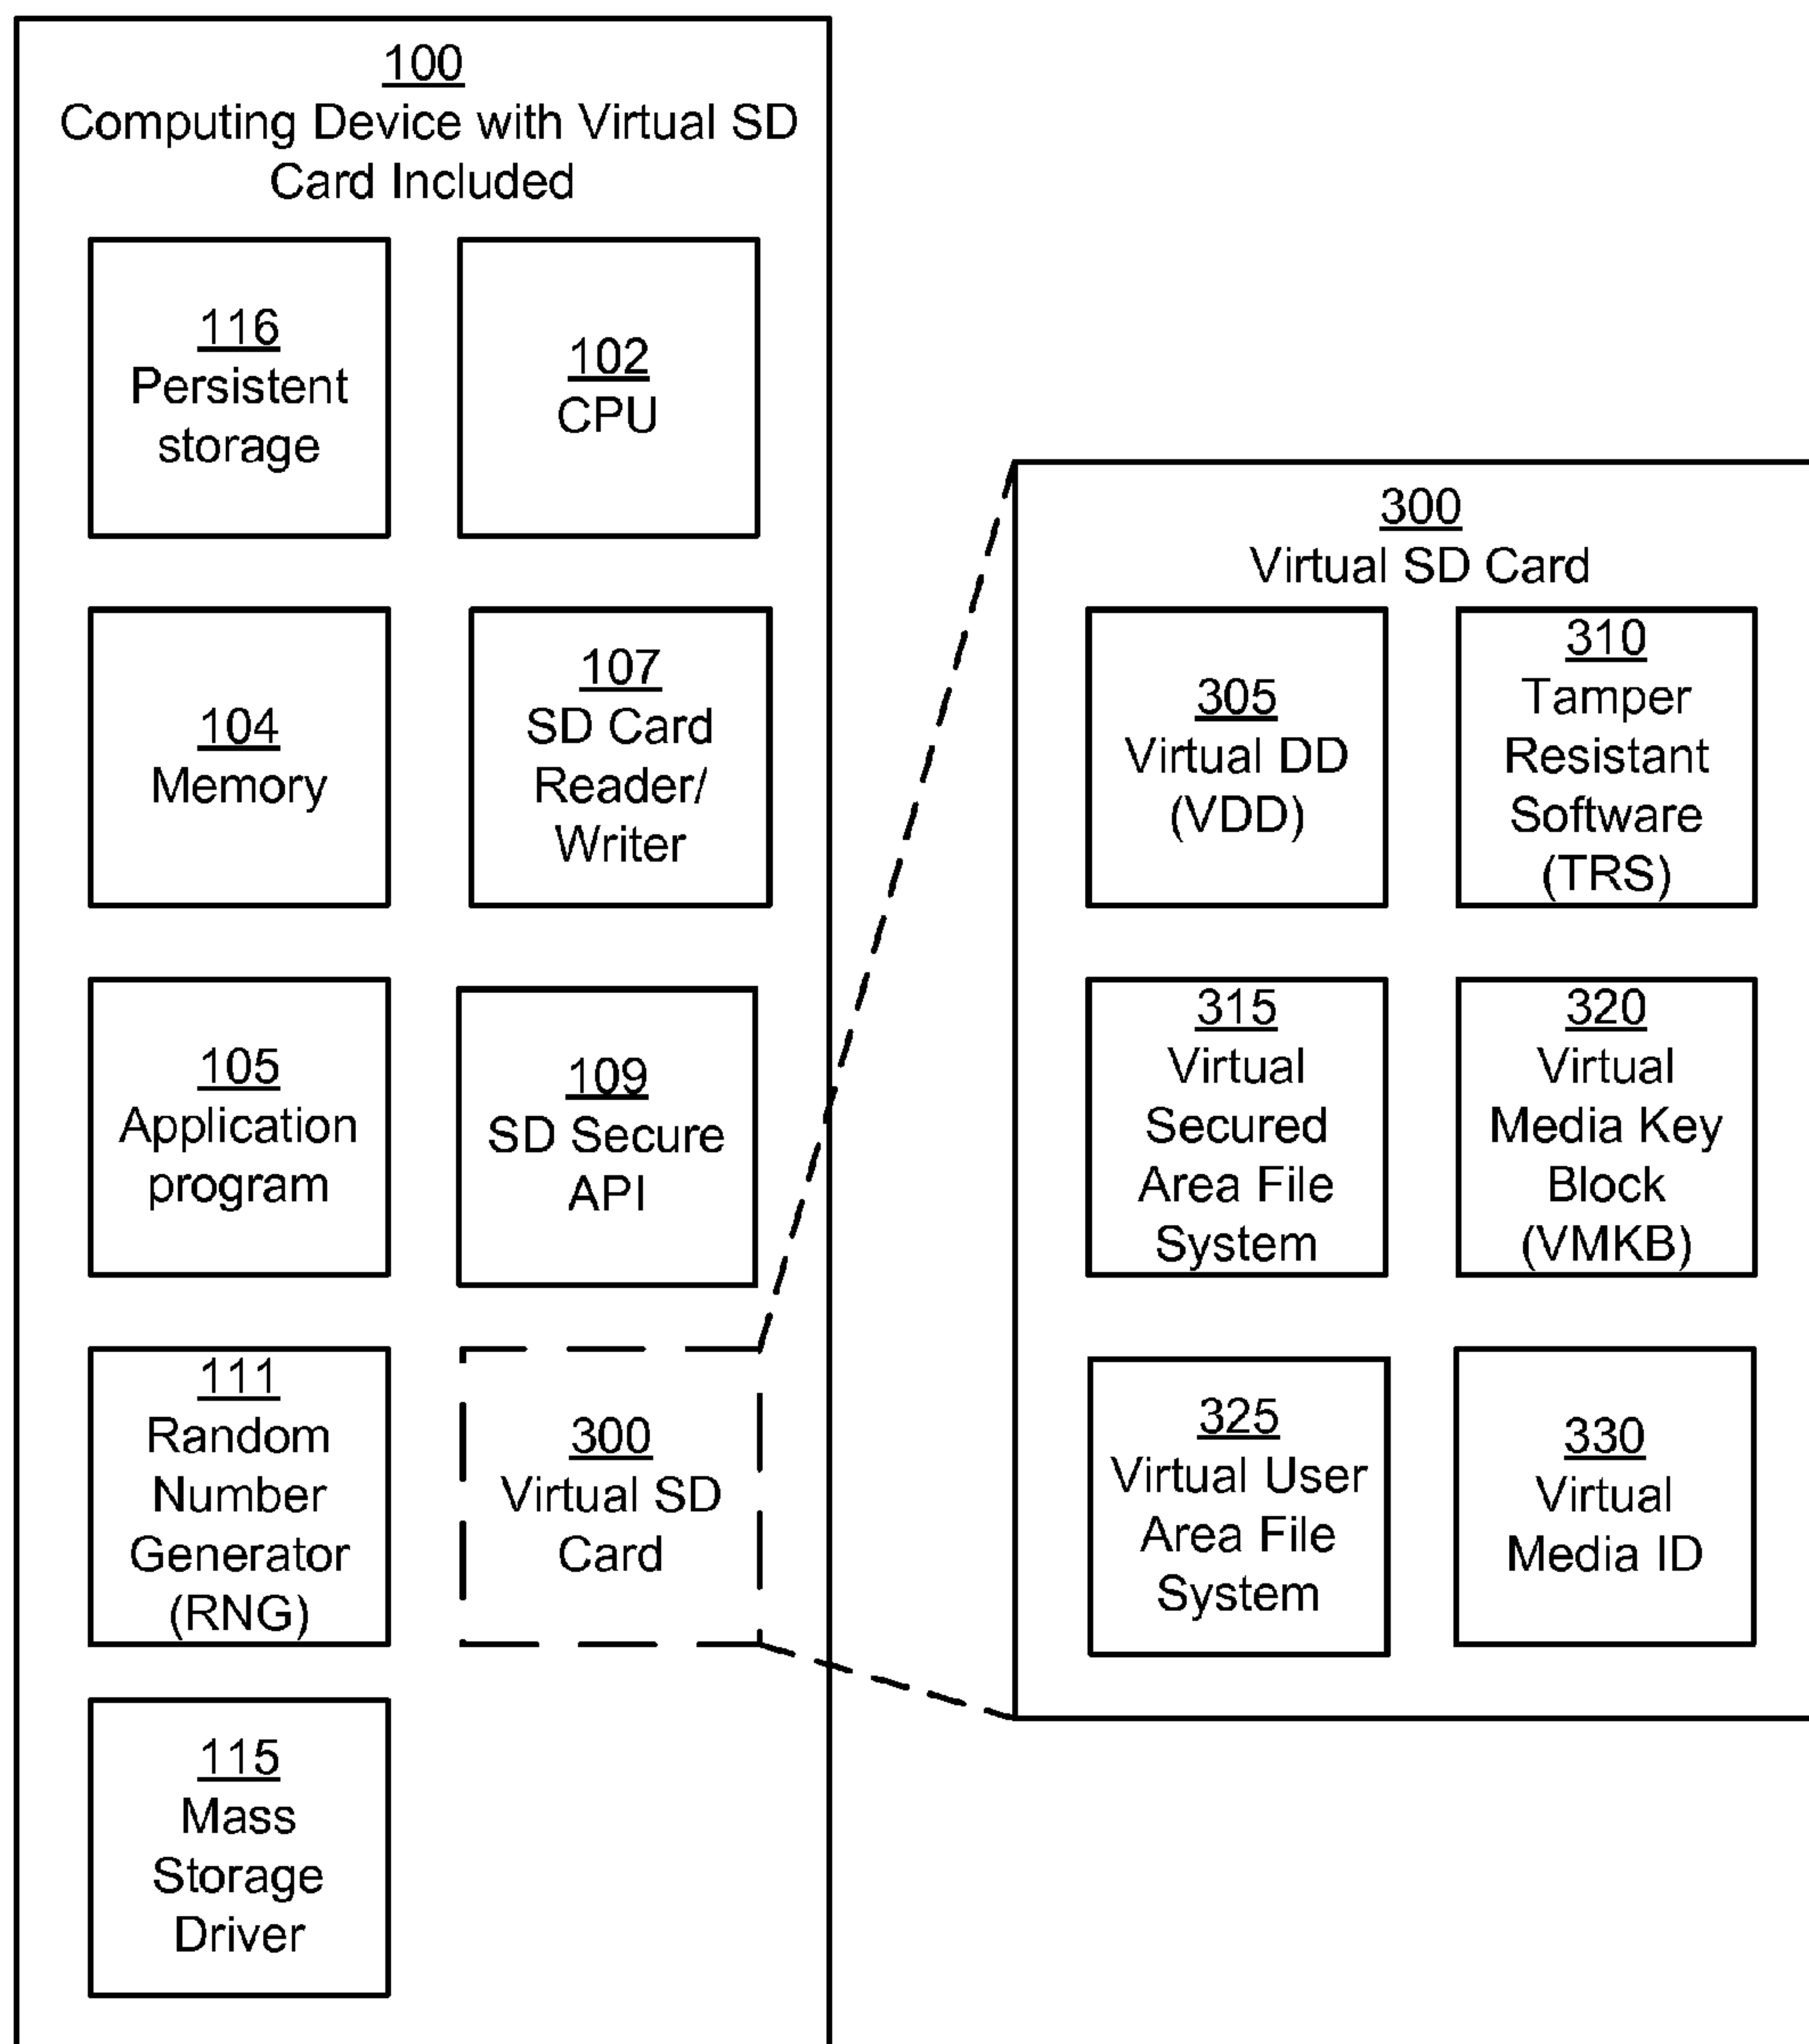 100
Computing Device with Virtual SD
Card Included
116
Persistent
storage
102
CPU
104
Memory
107
SD Card
Reader/
Writer
105
Application
program
109
SD Secure
API
111
Random
Number
Generator
(RNG)
300
Virtual SD
Card
115
Mass
Storage
Driver
300
Virtual SD Card
305
Virtual DD
(VDD)
310
Tamper
Resistant
Software
(TRS)
315
Virtual
Secured
Area File
System
320
Virtual
Media Key
Block
(VMKB)
325
Virtual User
Area File
System
330
Virtual
Media ID